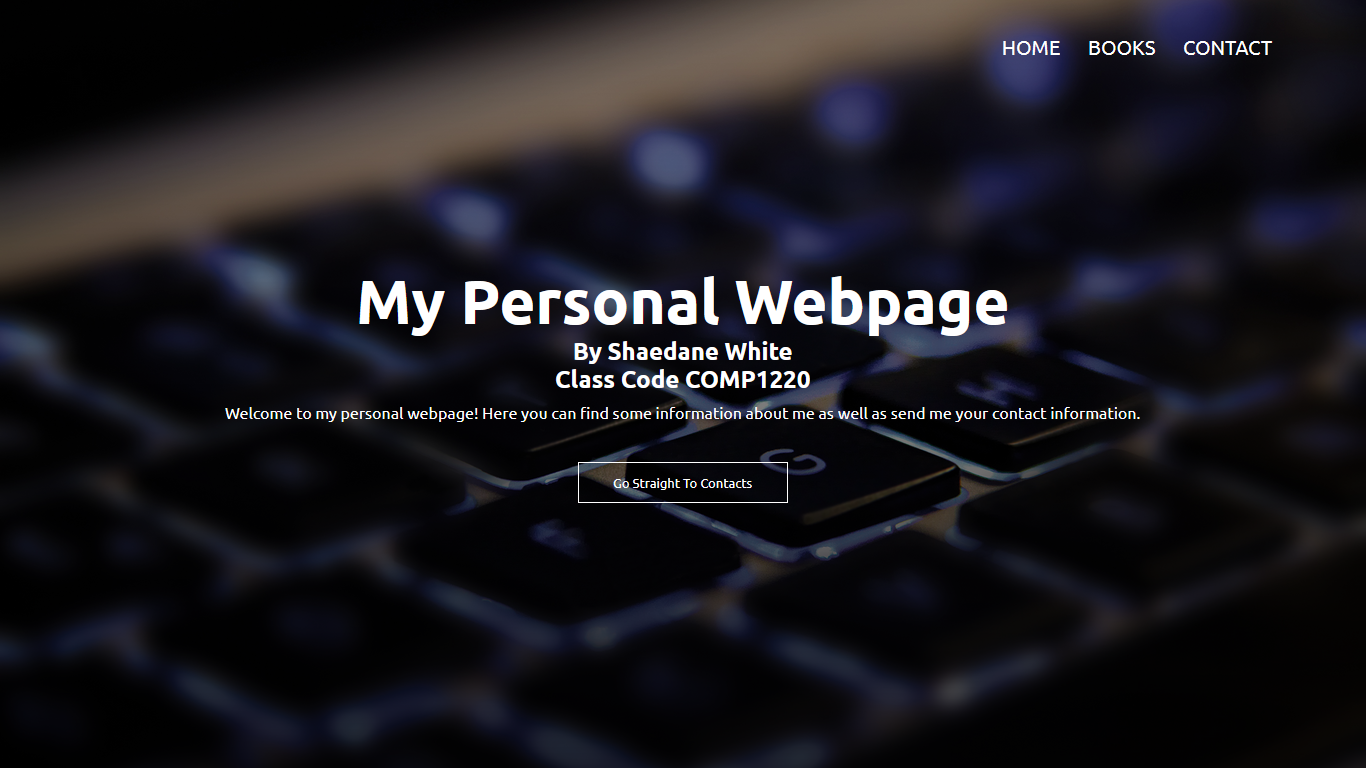 HOME BOOKS CONTACT
My Personal Webpage
By Shaedane White
Class Code COMP1220
Welcome to my personal webpage! Here you can find some information about me as well as send me your contact information.
H
G
Go Straight To Contacts